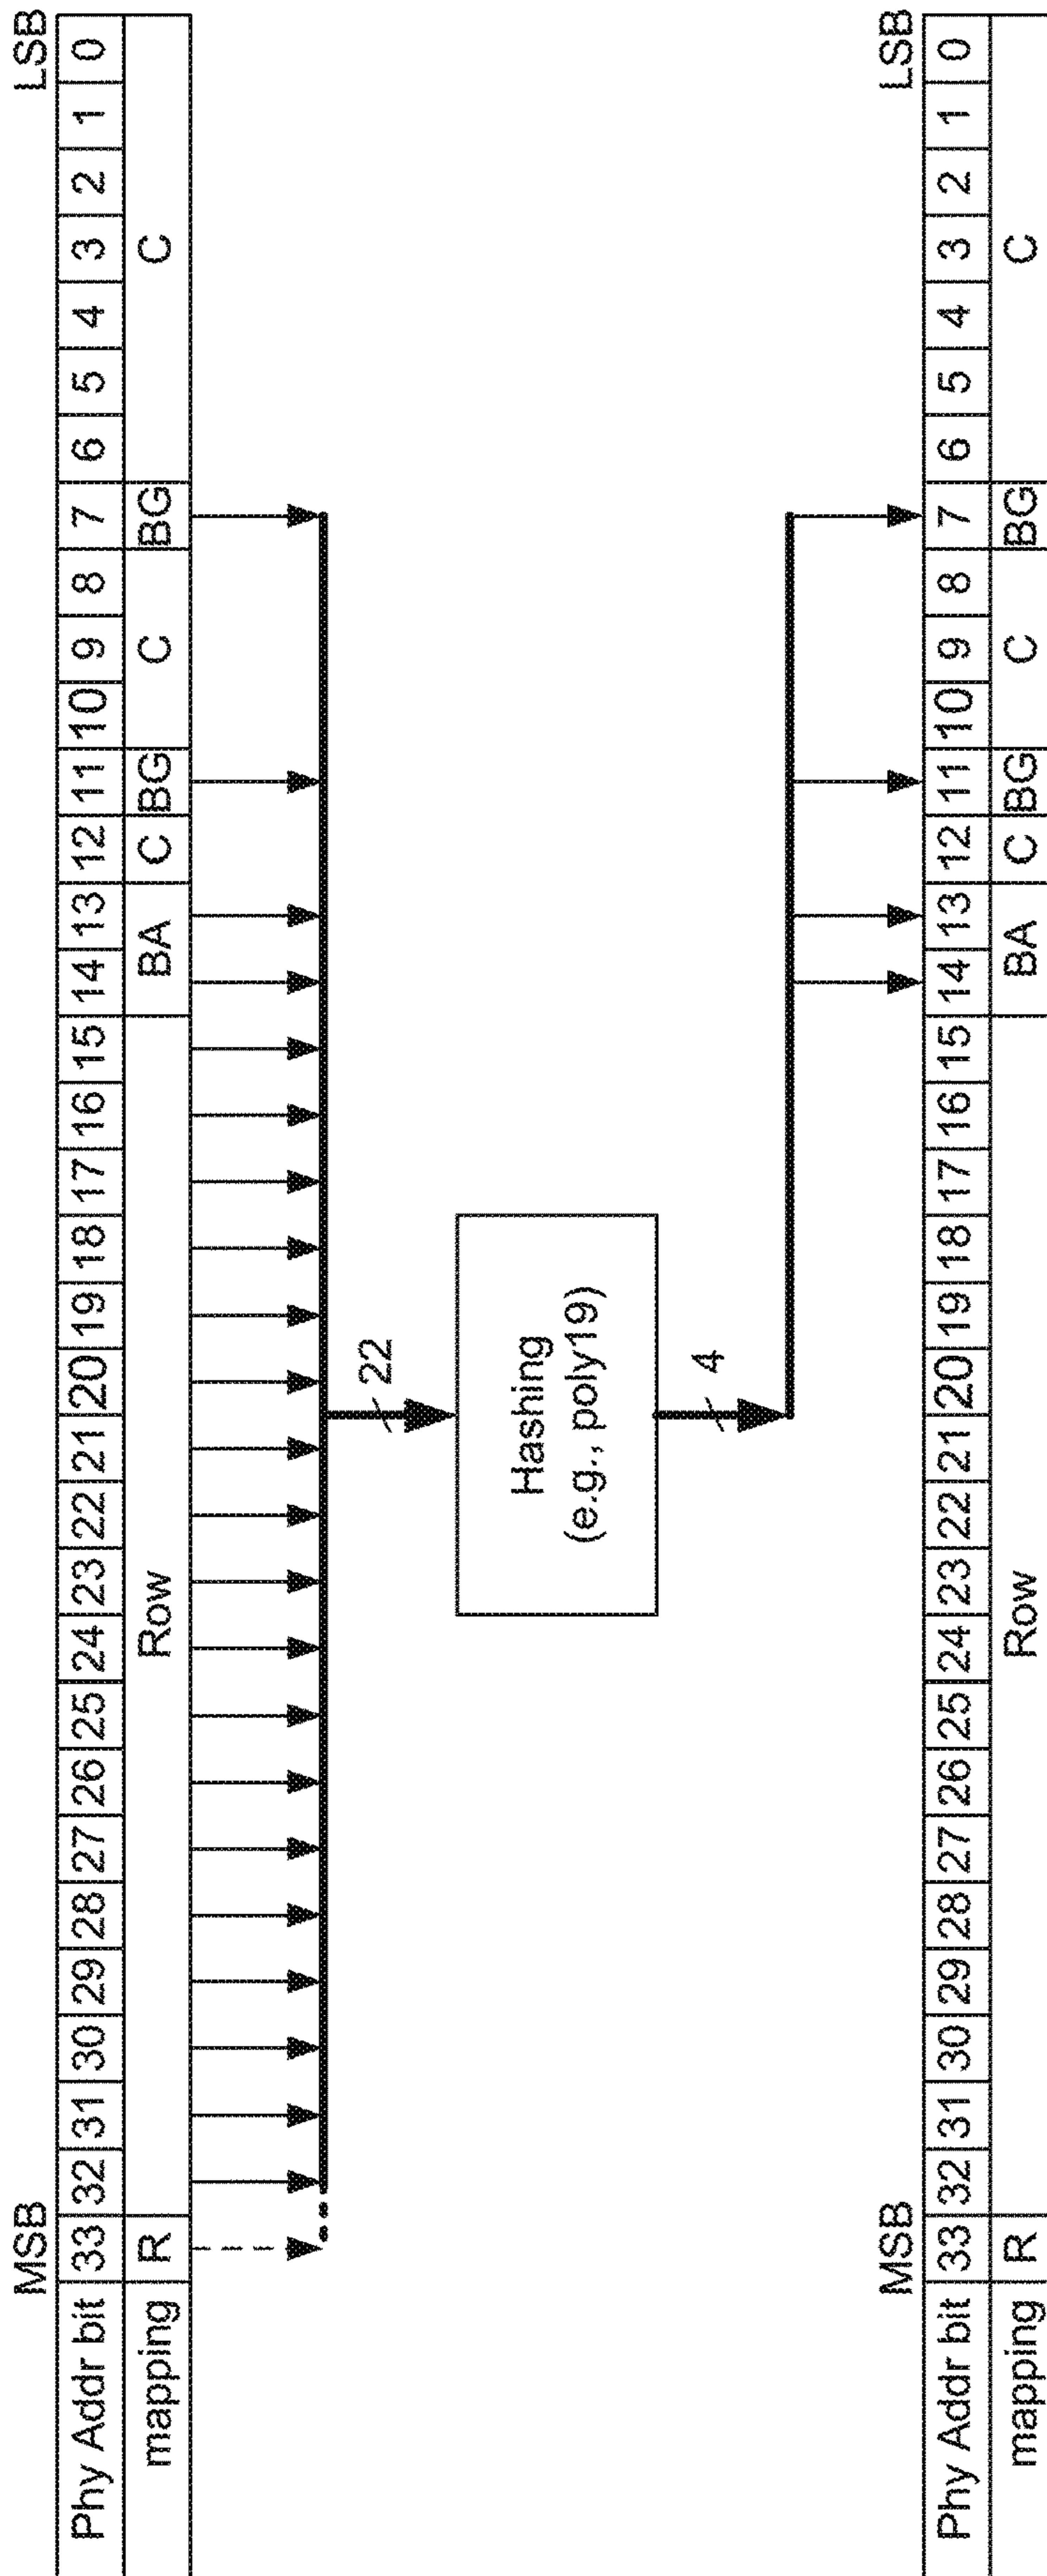 MSB LSB
Phy Addr bit 33 32 31 30 29 28 27 26 25 24 23 22 21 20 19 18 17 16 15 14 13 12 11 10 9 8 7 6 5 4 3 2 1 0
mapping R Row BA C BG C BG C
22
Hashing
(e.g., poly19)
4
MSB LSB
Phy Addr bit 33 32 31 30 29 28 27 26 25 24 23 22 21 20 19 18 17 16 15 14 13 12 11 10 9 8 7 6 5 4 3 2 1 0
mapping R Row BA C BG C BG C